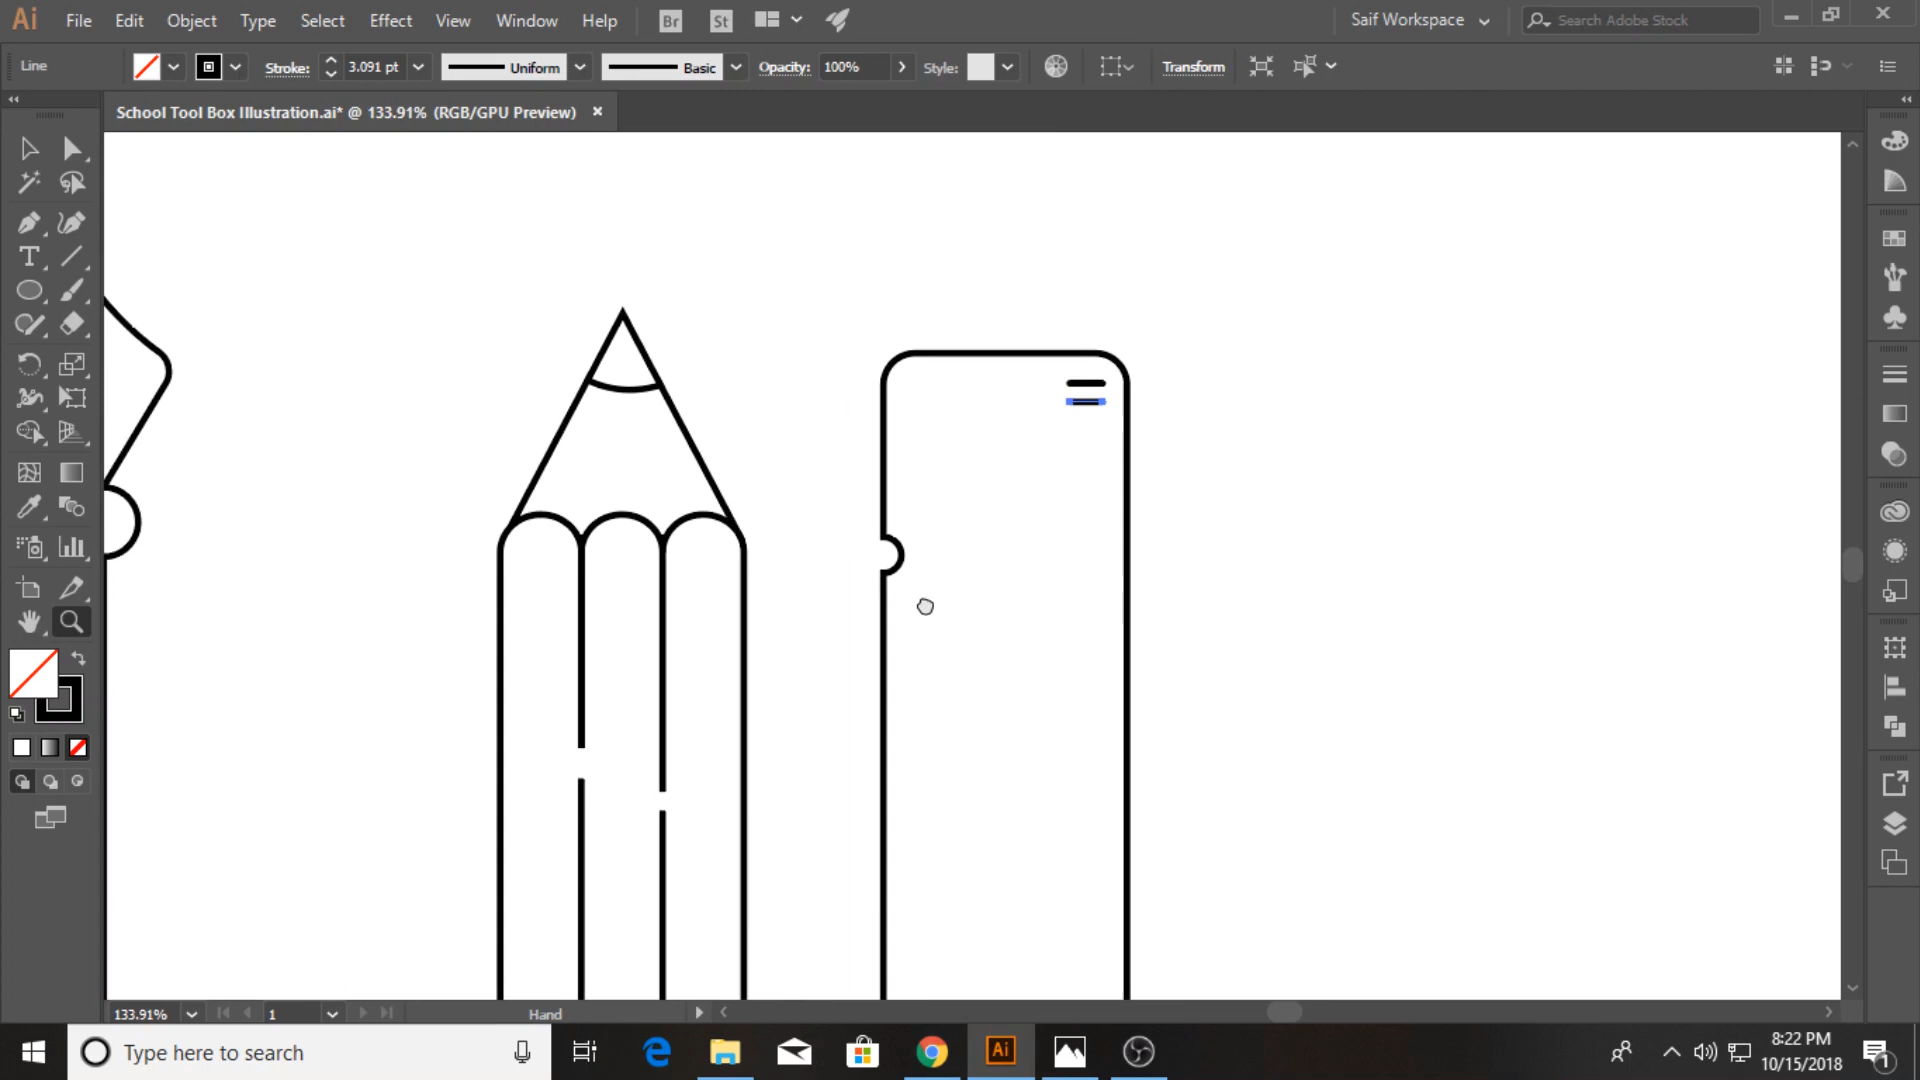 Ai File Edit Object Type Select Effect View Window Help Br St Saif Workspace Search Adobe Stock
Line Stroke: 3.091 pt Uniform Basic Opacity: 100% Style: Transform
School Tool Box Illustration.ai* @ 133.91% (RGB/GPU Preview)
133.91% 1 Hand
Type here to search Ai 8:22 PM
10/15/2018 1